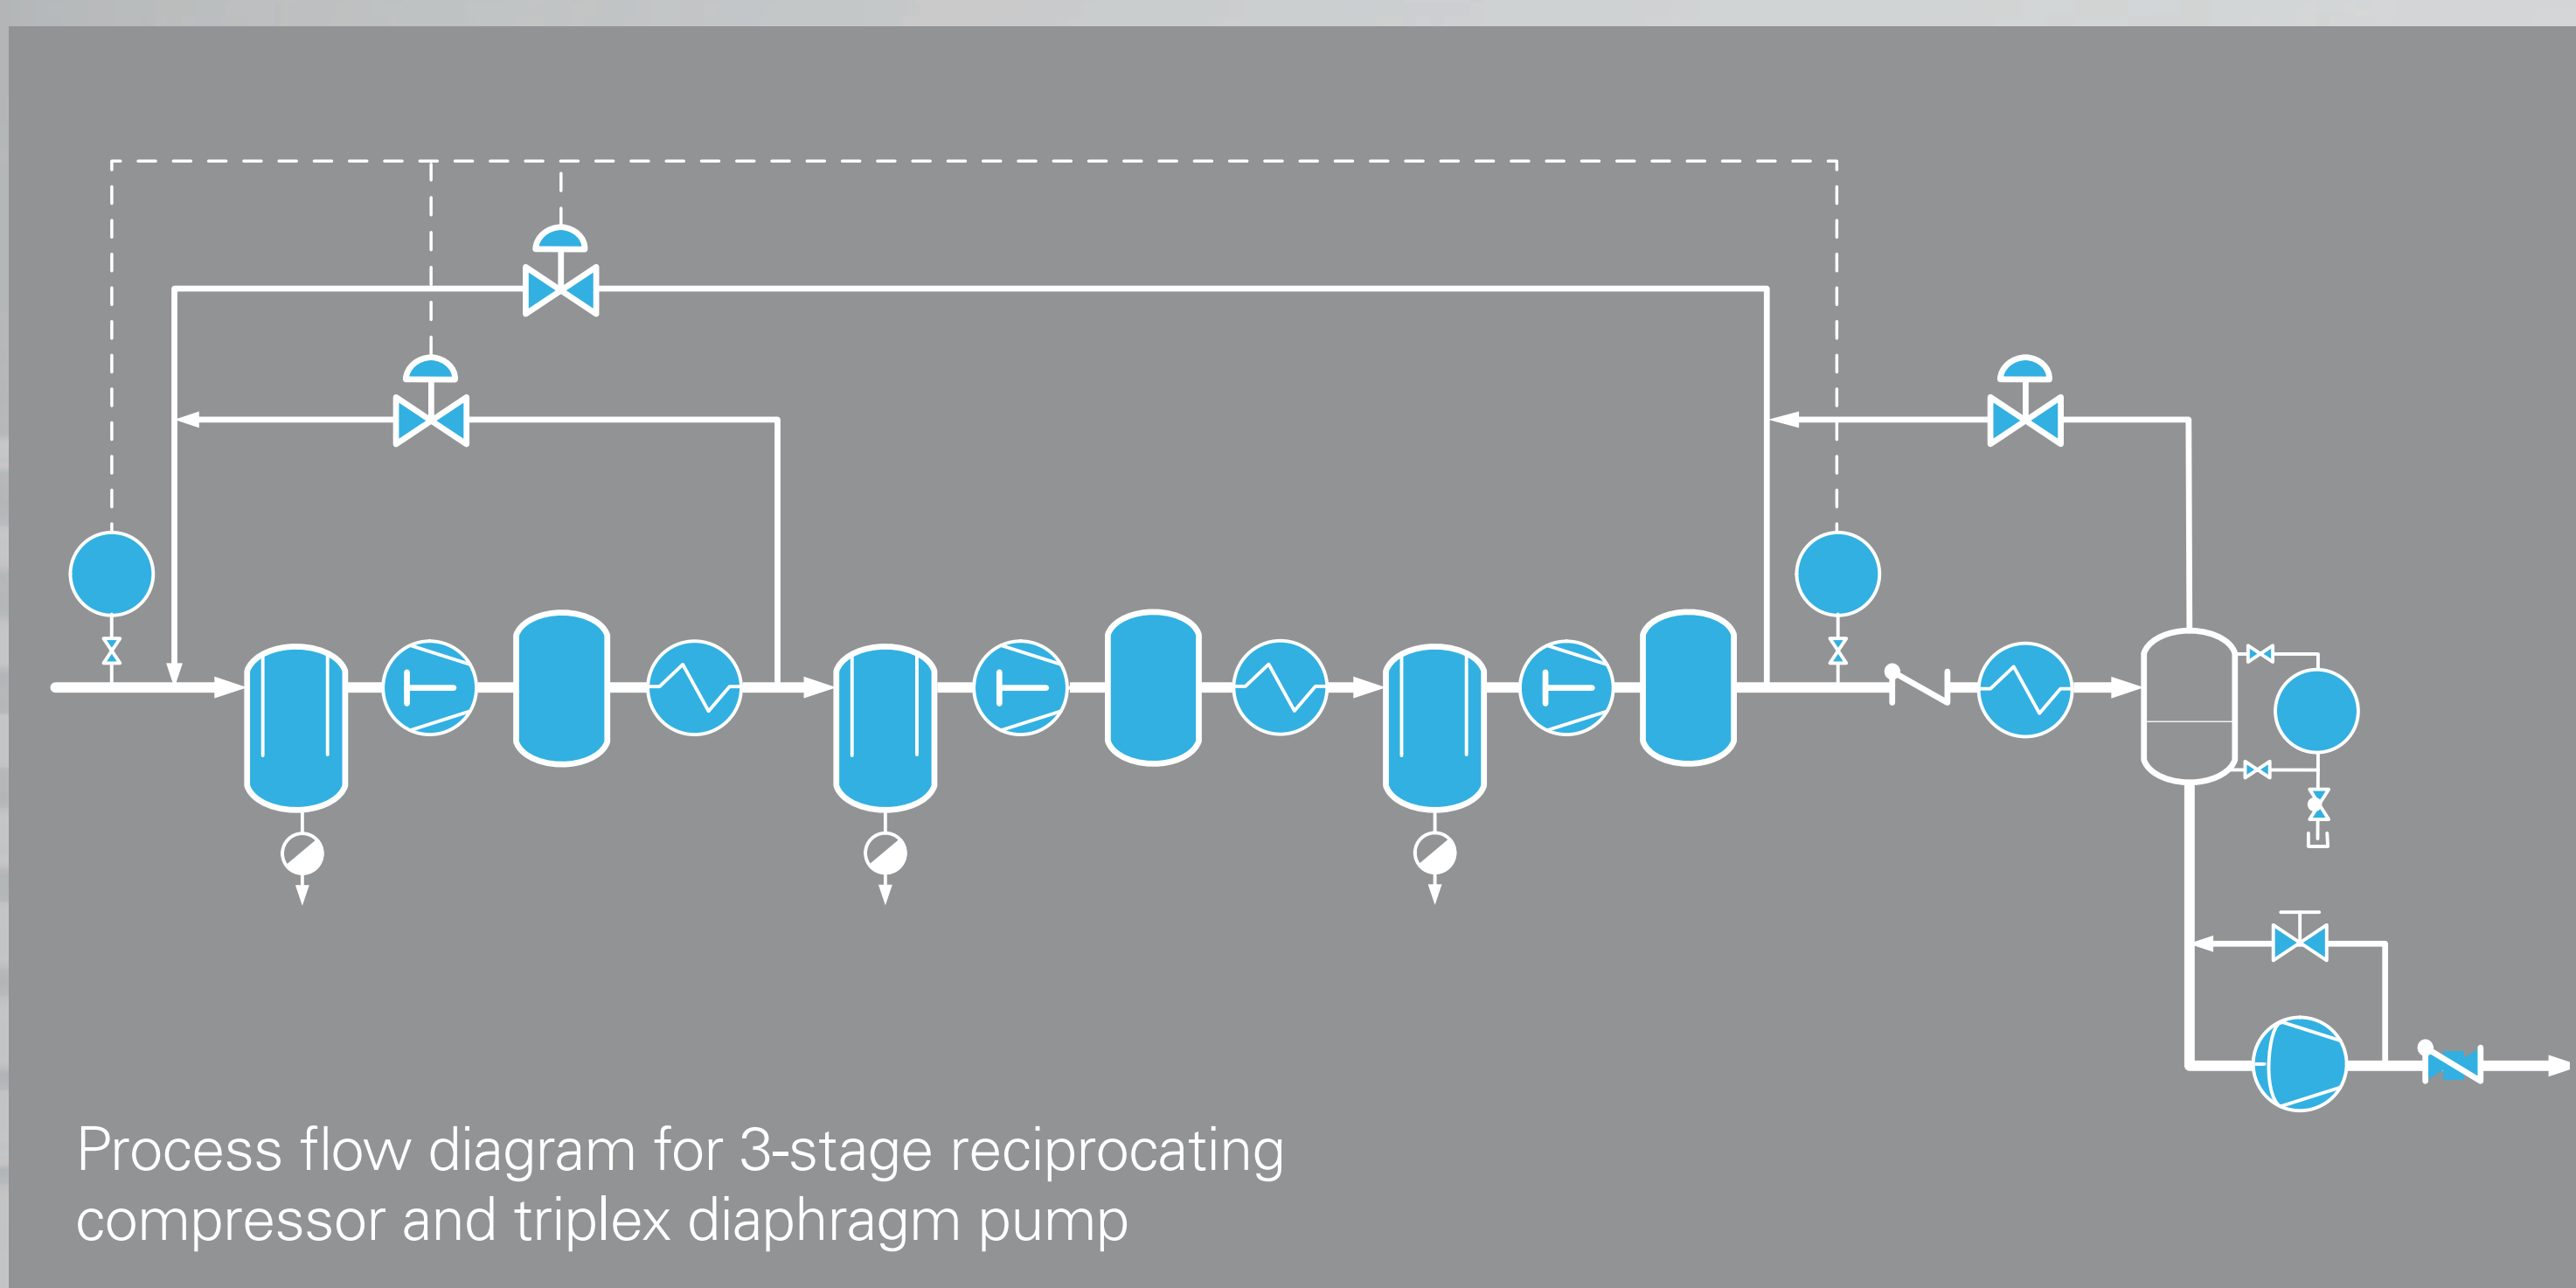 Process flow diagram for 3-stage reciprocating
compressor and triplex diaphragm pump